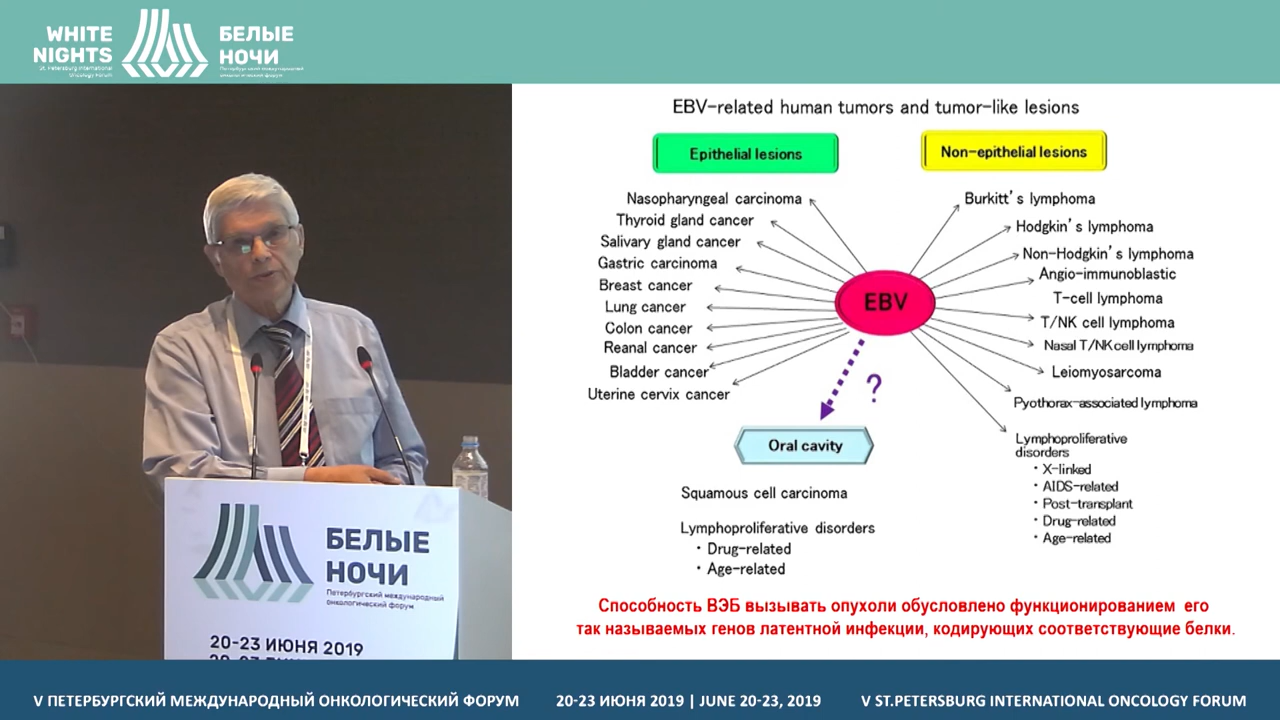 WHITE
NIGHTS
St. Petersburg International
Oncology Forum
БЕЛЫЕ
НОЧИ
Петербургский международный
онкологический форум
EBV-related human tumors and tumor-like lesions
Epithelial lesions
Non-epithelial lesions
Nasopharyngeal carcinoma
Thyroid gland cancer
Salivary gland cancer
Gastric carcinoma
Breast cancer
Lung cancer
Colon cancer
Reanal cancer
Bladder cancer
Uterine cervix cancer
EBV
Burkitt's lymphoma
Hodgkin's lymphoma
Non-Hodgkin's lymphoma
Angio-immunoblastic
T-cell lymphoma
T/NK cell lymphoma
Nasal T/NK cell lymphoma
Leiomyosarcoma
Pyothorax-associated lymphoma
Lymphoproliferative
disorders
・X-linked
・AIDS-related
・Post-transplant
・Drug-related
・Age-related
?
Oral cavity
Squamous cell carcinoma
Lymphoproliferative disorders
・Drug-related
・Age-related
Способность ВЭБ вызывать опухоли обусловлено функционированием его
так называемых генов латентной инфекции, кодирующих соответствующие белки.
БЕЛЫЕ
НОЧИ
Петербургский международный
онкологический форум
20-23 ИЮНЯ 2019
V ПЕТЕРБУРГСКИЙ МЕЖДУНАРОДНЫЙ ОНКОЛОГИЧЕСКИЙ ФОРУМ
20-23 ИЮНЯ 2019 | JUNE 20-23, 2019
V ST.PETERSBURG INTERNATIONAL ONCOLOGY FORUM